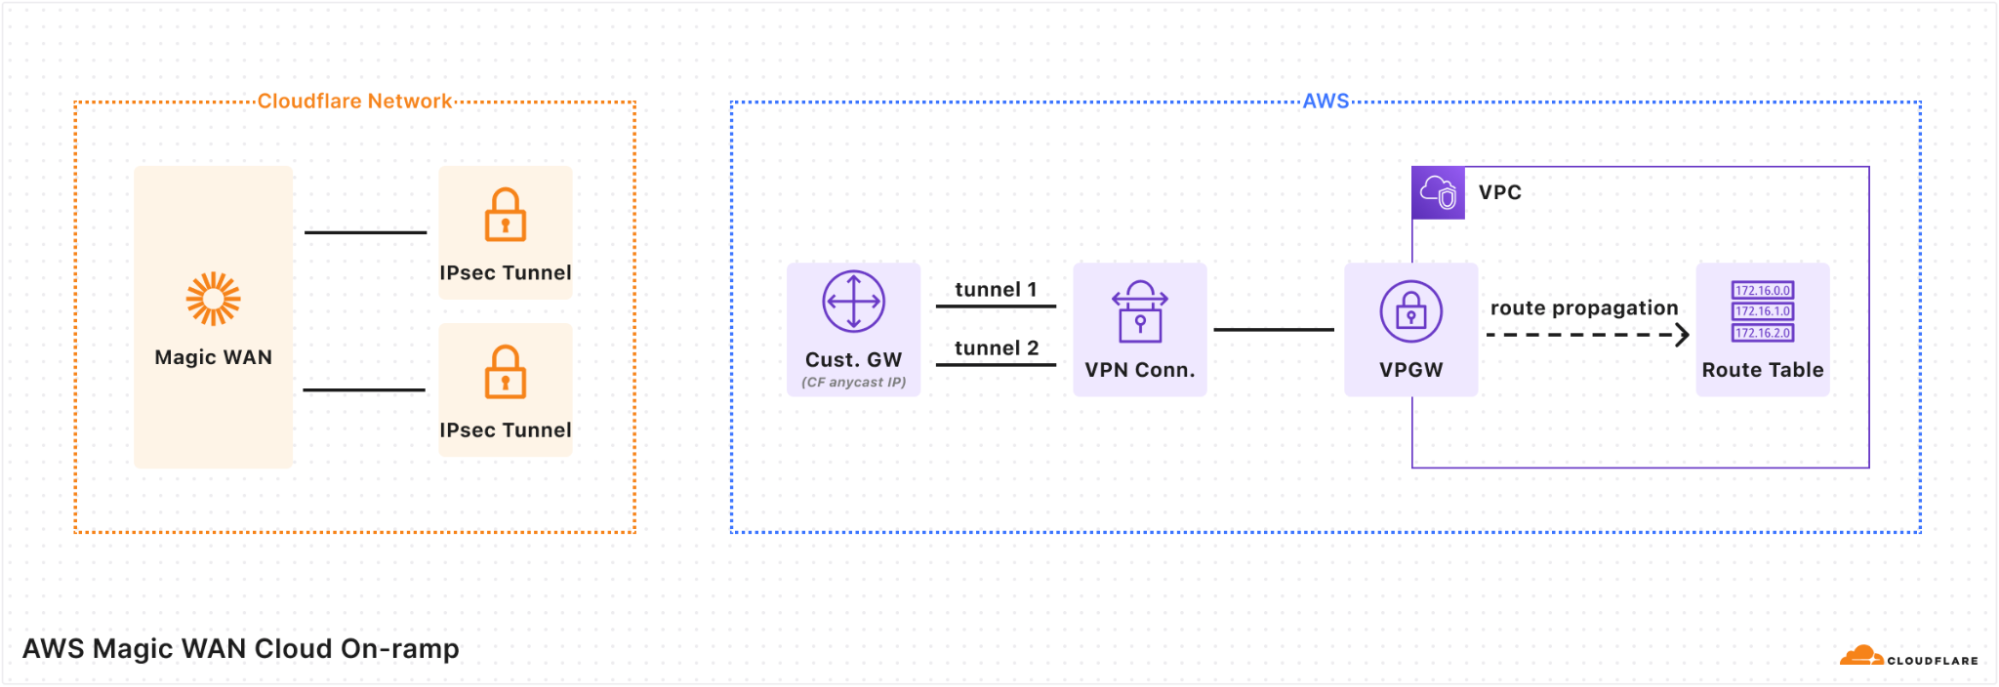 Cloudflare Network
Magic WAN
IPsec Tunnel
IPsec Tunnel
AWS
Cust. GW
(CF anycast IP)
tunnel 1
tunnel 2
VPN Conn.
VPC
VPGW
route propagation
172.16.0.0
172.16.1.0
172.16.2.0
Route Table
AWS Magic WAN Cloud On-ramp
CLOUDFLARE